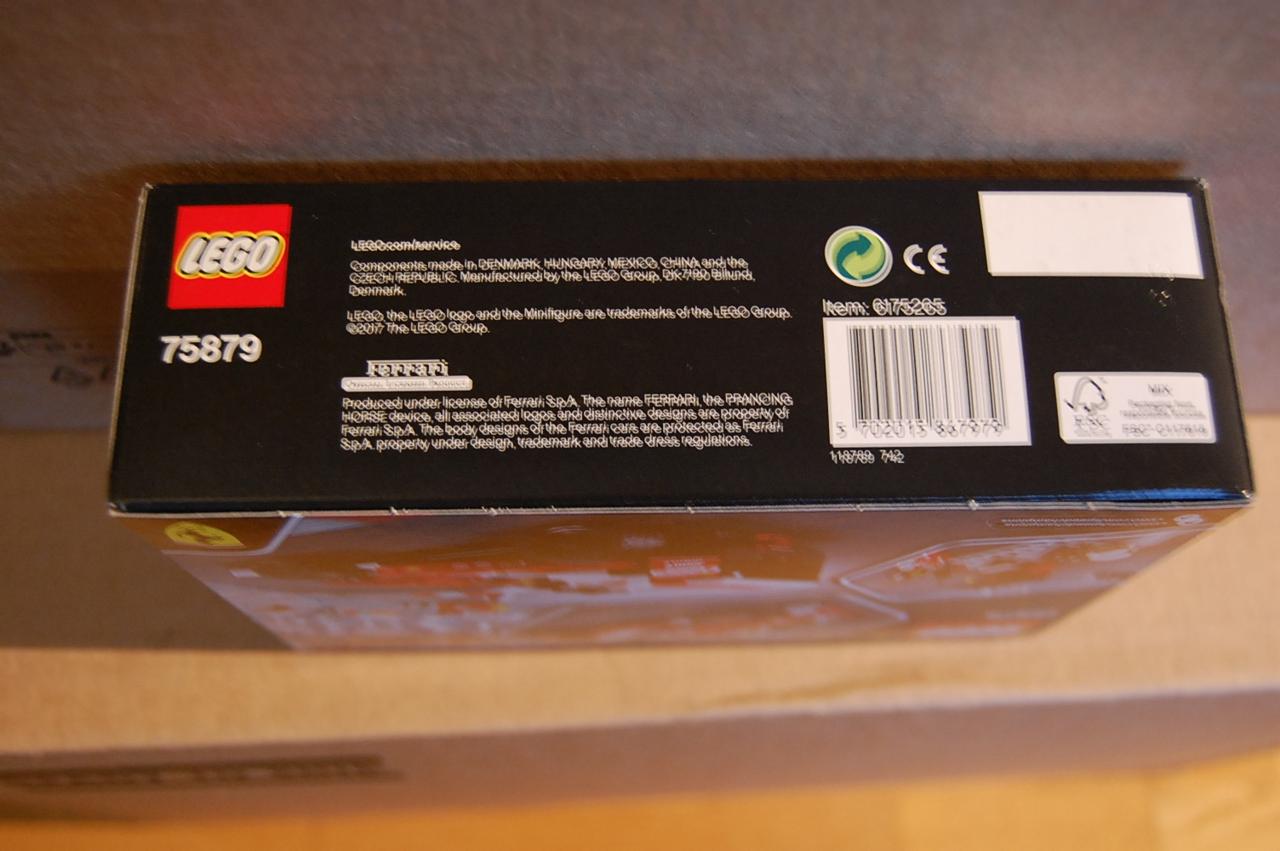 LEGO
75879
LEGO.com/service
Components made in DENMARK, HUNGARY, MEXICO, CHINA and the
CZECH REPUBLIC. Manufactured by the LEGO Group, DK-7190 Billund,
Denmark.
LEGO, the LEGO logo and the Minifigure are trademarks of the LEGO Group.
©2017 The LEGO Group.
Ferrari
Official Licensed Product
Produced under license of Ferrari S.p.A. The name FERRARI, the PRANCING
HORSE device, all associated logos and distinctive designs are property of
Ferrari S.p.A. The body designs of the Ferrari cars are protected as Ferrari
S.p.A. property under design, trademark and trade dress regulations.
CE
Item: 6175265
5 702015 867979
118789 742
MIX
FSC